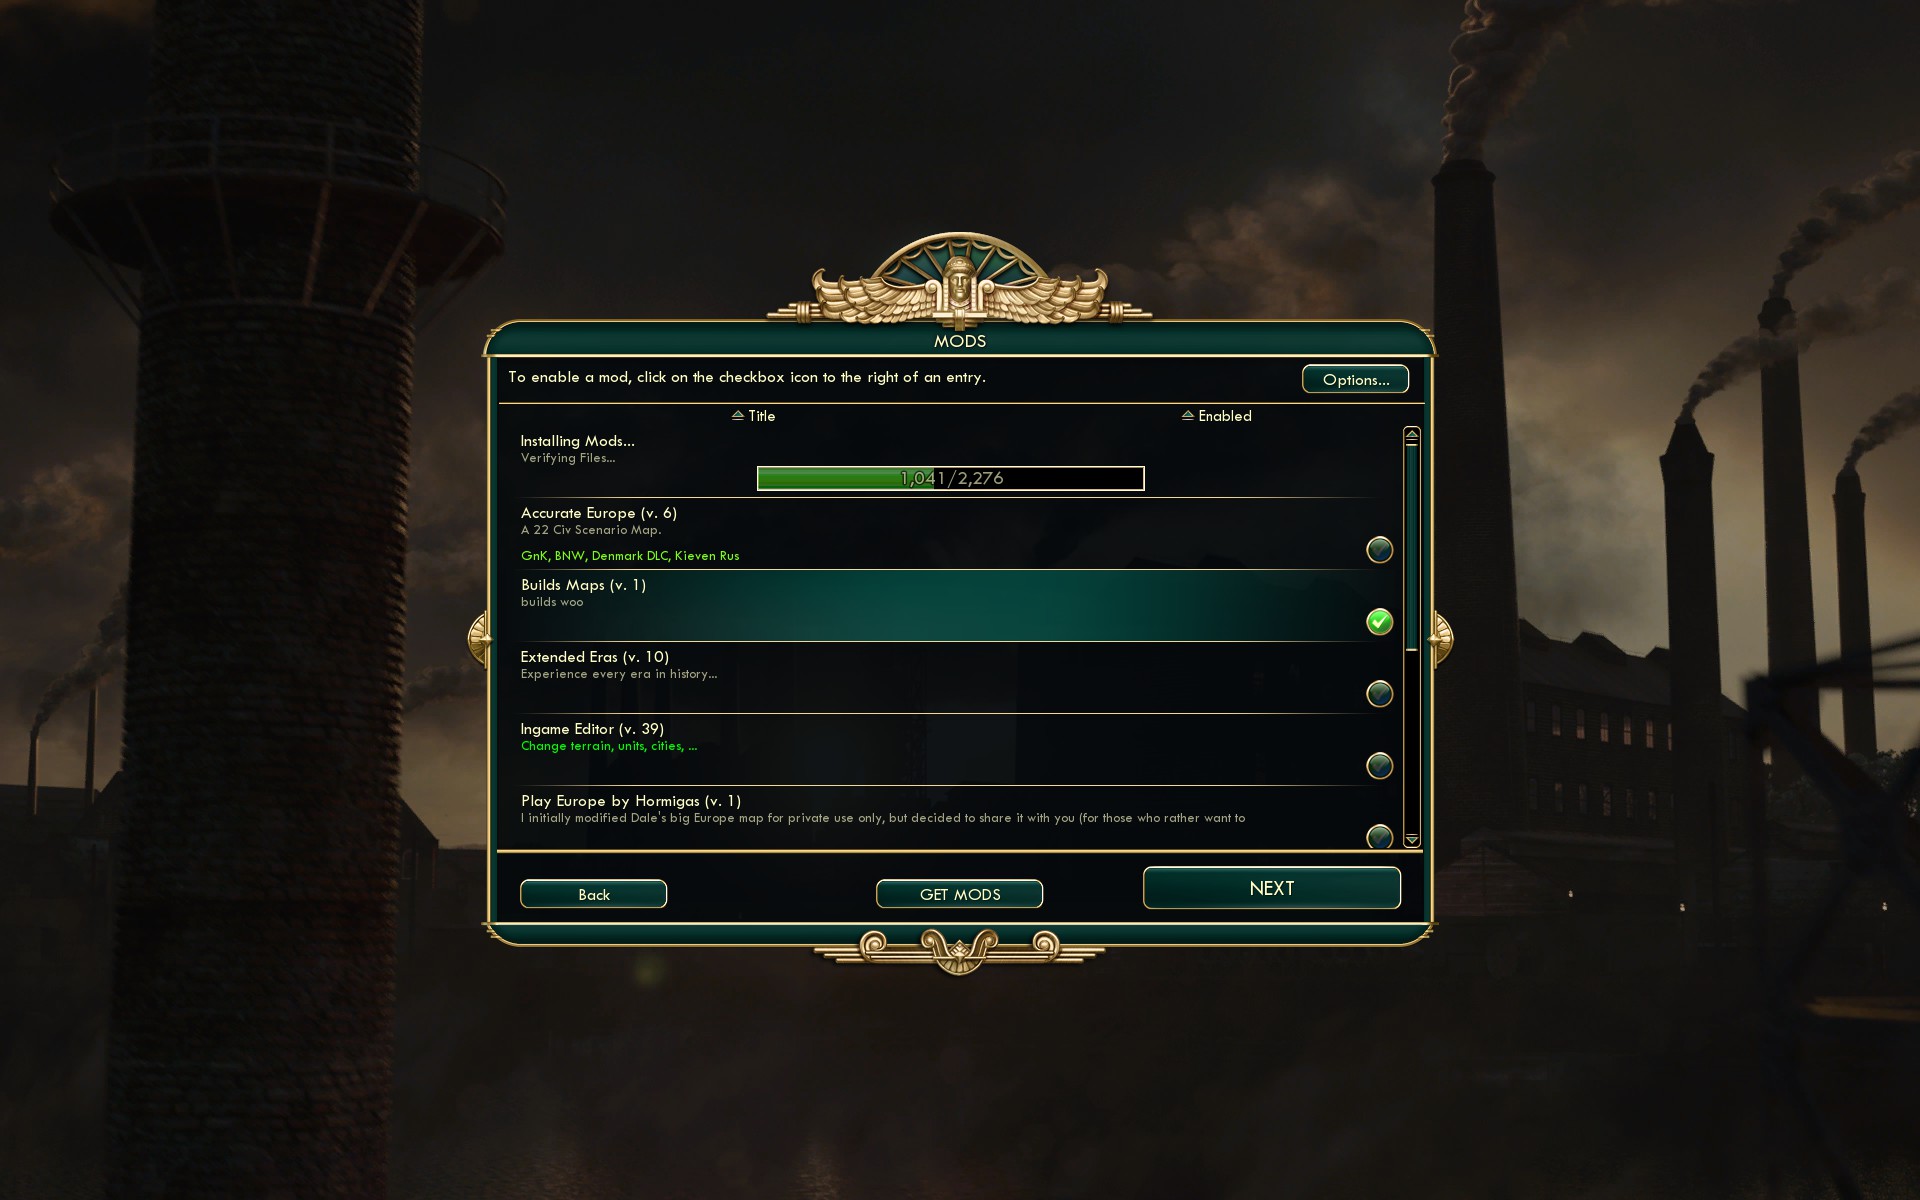 MODS
To enable a mod, click on the checkbox icon to the right of an entry.
Options...
Title
Enabled
Installing Mods...
Verifying Files...
1,041/2,276
Accurate Europe (v. 6)
A 22 Civ Scenario Map.
GnK, BNW, Denmark DLC, Kieven Rus
Builds Maps (v. 1)
builds woo
Extended Eras (v. 10)
Experience every era in history...
Ingame Editor (v. 39)
Change terrain, units, cities, ...
Play Europe by Hormigas (v. 1)
I initially modified Dale's big Europe map for private use only, but decided to share it with you (for those who rather want to
Back
GET MODS
NEXT